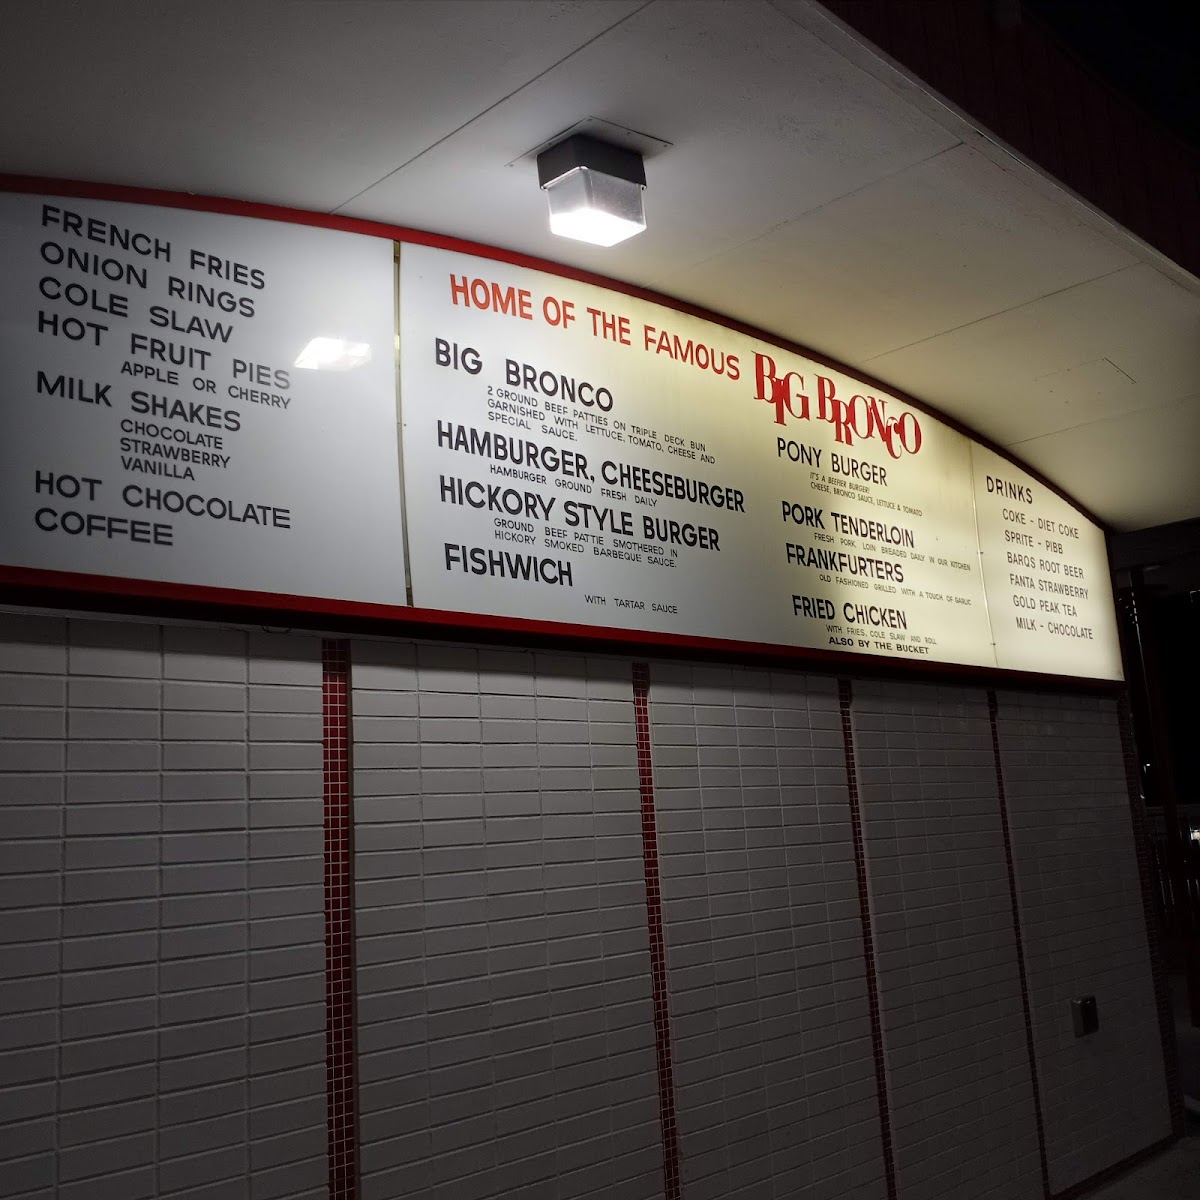 FRENCH FRIES
ONION RINGS
COLE SLAW
HOT FRUIT PIES
APPLE OR CHERRY
MILK SHAKES
CHOCOLATE
STRAWBERRY
VANILLA
HOT CHOCOLATE
COFFEE
HOME OF THE FAMOUS BIG BRONCO
BIG BRONCO
2 GROUND BEEF PATTIES ON TRIPLE DECK BUN
GARNISHED WITH LETTUCE, TOMATO, CHEESE AND
SPECIAL SAUCE.
HAMBURGER, CHEESEBURGER
HAMBURGER GROUND FRESH DAILY
HICKORY STYLE BURGER
GROUND BEEF PATTIE SMOTHERED IN
HICKORY SMOKED BARBEQUE SAUCE.
FISHWICH
WITH TARTAR SAUCE
PONY BURGER
IT'S A BEEFIER BURGER!
CHEESE, BRONCO SAUCE, LETTUCE & TOMATO
PORK TENDERLOIN
FRESH PORK LOIN BREADED DAILY IN OUR KITCHEN
FRANKFURTERS
OLD FASHIONED GRILLED WITH A TOUCH OF GARLIC
FRIED CHICKEN
WITH FRIES, COLE SLAW AND ROLL
ALSO BY THE BUCKET
DRINKS
COKE - DIET COKE
SPRITE - PIBB
BARQS ROOT BEER
FANTA STRAWBERRY
GOLD PEAK TEA
MILK - CHOCOLATE